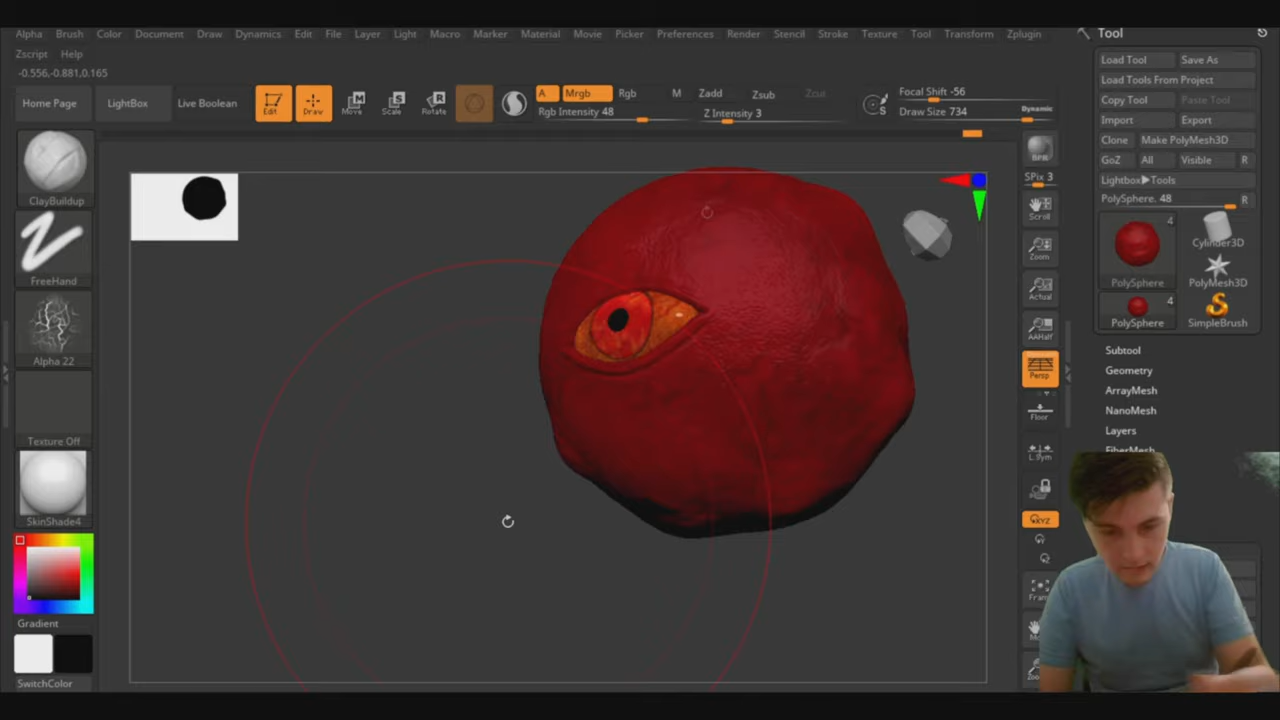 Alpha Brush Color Document Draw Dynamics Edit File Layer Light Macro Marker Material Movie Picker Preferences Render Stencil Stroke Texture Tool Transform Zplugin
Zscript Help
-0.556,-0.881,0.165
Home Page LightBox Live Boolean Edit Draw Move Scale Rotate
A Mrgb Rgb M Zadd Zsub Zcut
Rgb Intensity 48 Z Intensity 3
Focal Shift -56
Draw Size 734 Dynamic
ClayBuildup
FreeHand
Alpha 22
Texture Off
SkinShade4
Gradient
SwitchColor
BPR
SPix 3
Scroll
Zoom
Actual
AAHalf
Persp
Floor
L.Sym
XYZ
Fram
Tool
Load Tool Save As
Load Tools From Project
Copy Tool Paste Tool
Import Export
Clone Make PolyMesh3D
GoZ All Visible R
Lightbox▶Tools
PolySphere. 48 R
4
PolySphere
Cylinder3D
PolyMesh3D
4
PolySphere
SimpleBrush
Subtool
Geometry
ArrayMesh
NanoMesh
Layers
FiberMesh